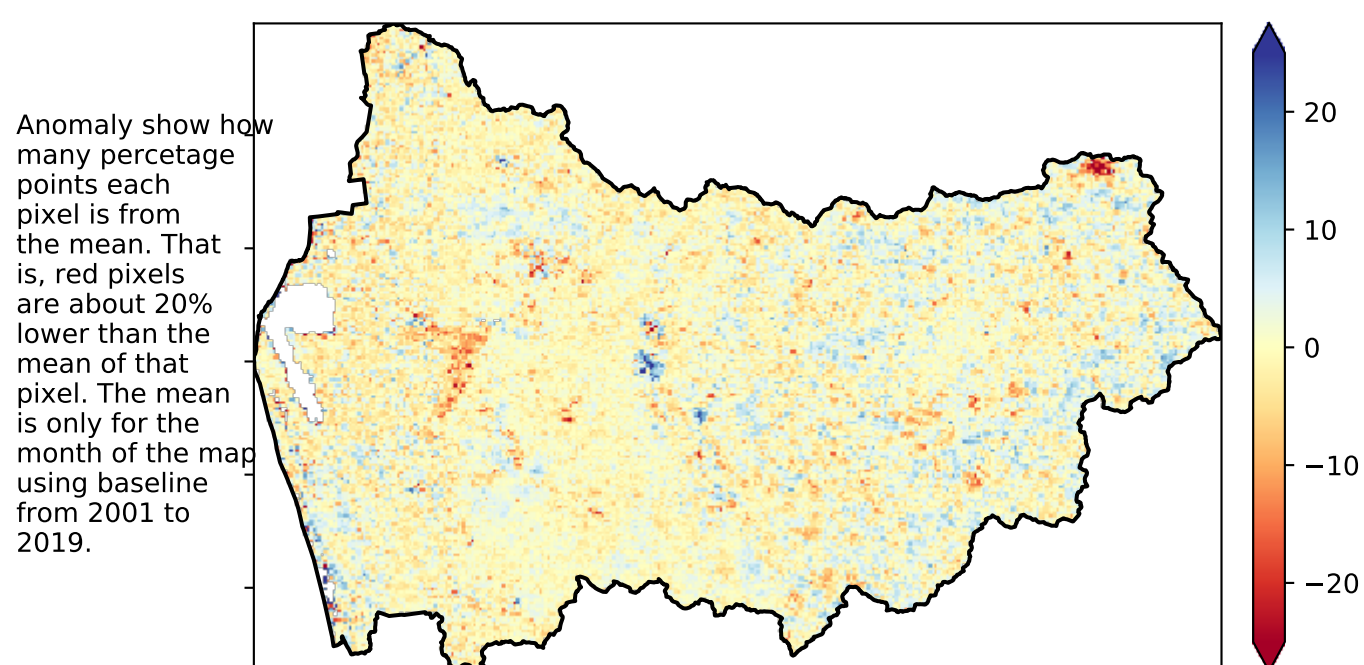 Anomaly show how
many percetage
points each
pixel is from
the mean. That
is, red pixels
are about 20%
lower than the
mean of that
pixel. The mean
is only for the
month of the map
using baseline
from 2001 to
2019.
20
10
0
−10
−20